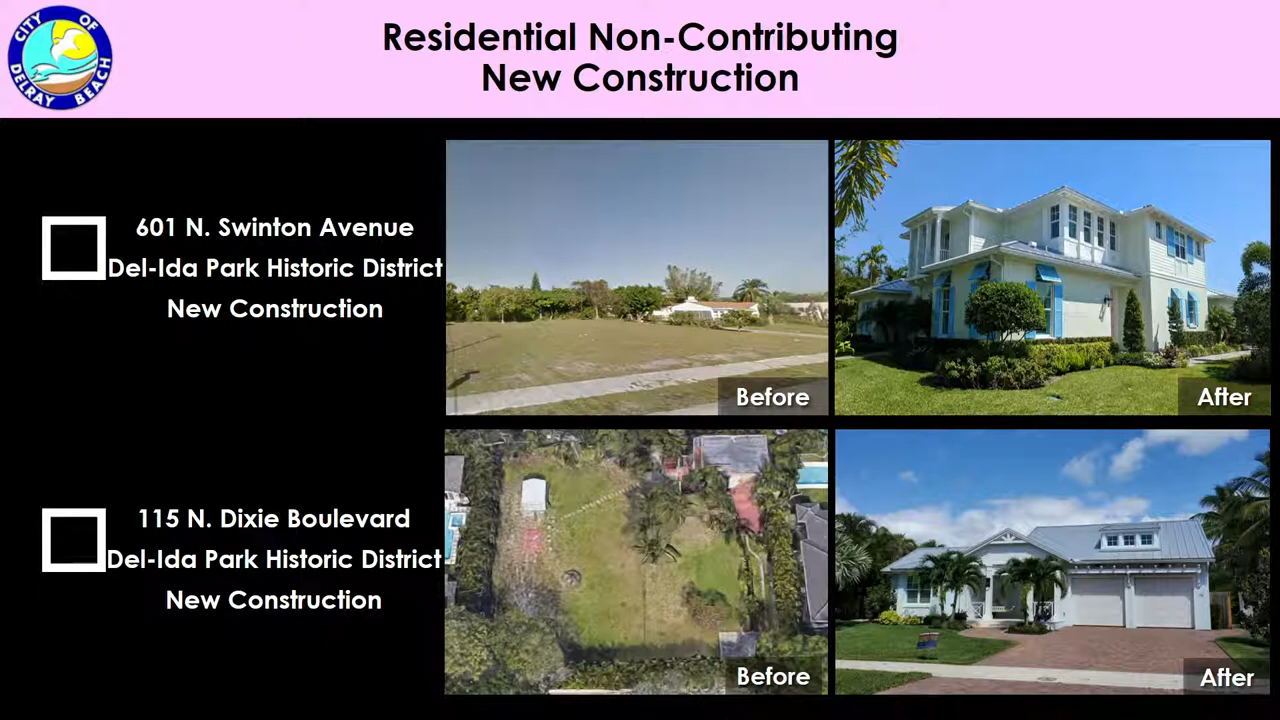 CITY OF
DELRAY BEACH
Residential Non-Contributing
New Construction
601 N. Swinton Avenue
Del-Ida Park Historic District
New Construction
Before
After
115 N. Dixie Boulevard
Del-Ida Park Historic District
New Construction
Before
After